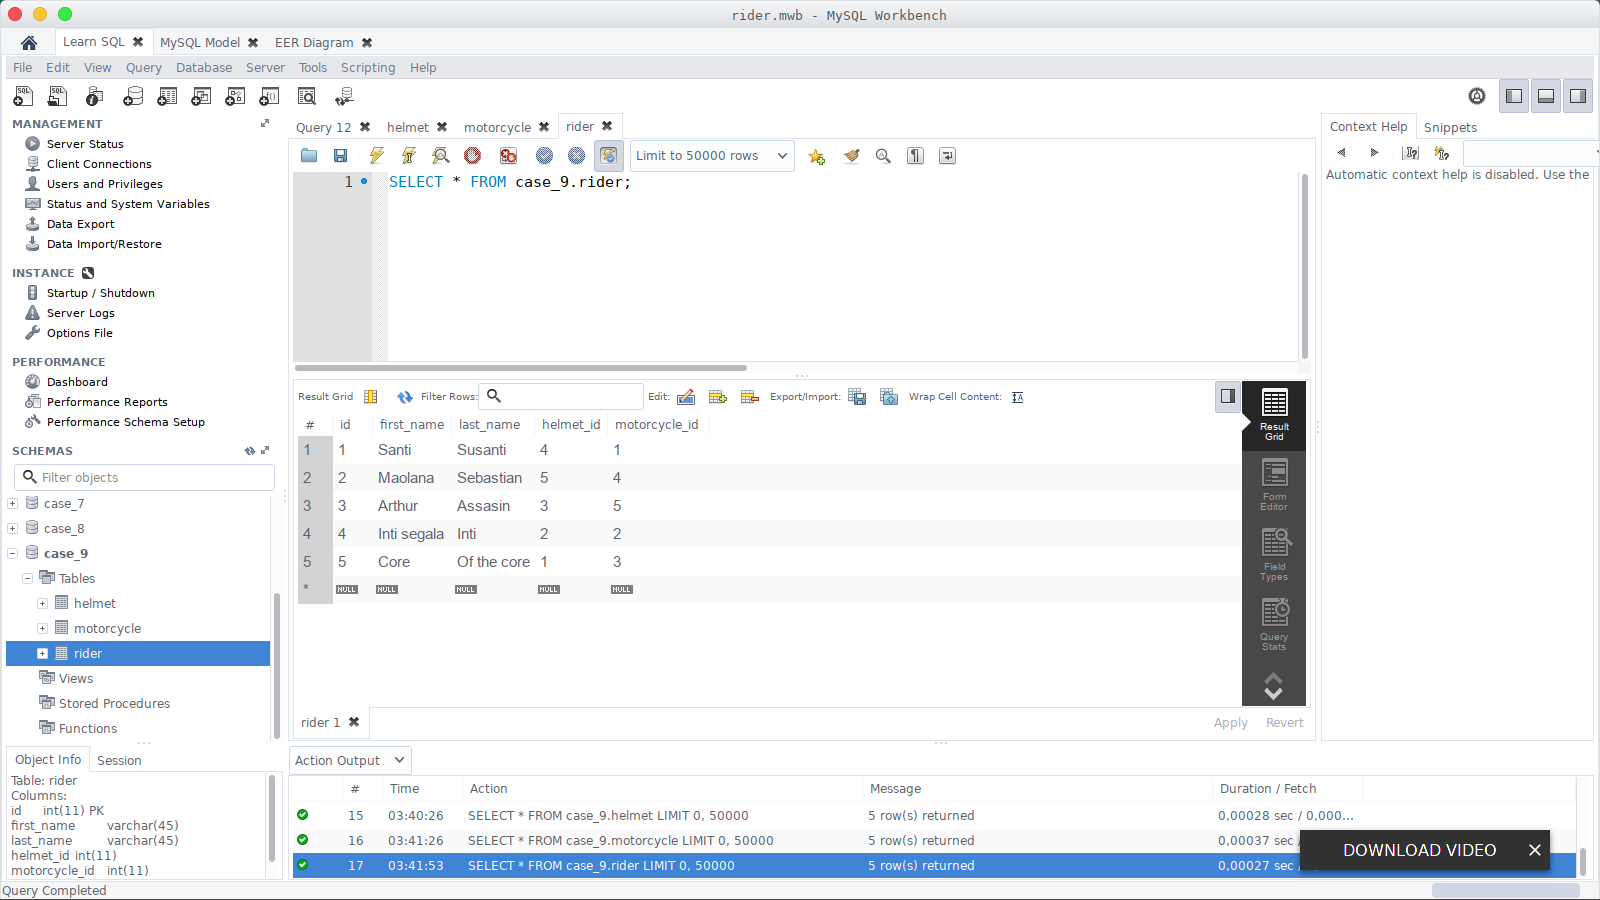 rider.mwb - MySQL Workbench
Learn SQL
MySQL Model
EER Diagram
File Edit View Query Database Server Tools Scripting Help
MANAGEMENT
Server Status
Client Connections
Users and Privileges
Status and System Variables
Data Export
Data Import/Restore
INSTANCE
Startup / Shutdown
Server Logs
Options File
PERFORMANCE
Dashboard
Performance Reports
Performance Schema Setup
SCHEMAS
Filter objects
case_7
case_8
case_9
Tables
helmet
motorcycle
rider
Views
Stored Procedures
Functions
Object Info Session
Table: rider
Columns:
id int(11) PK
first_name varchar(45)
last_name varchar(45)
helmet_id int(11)
motorcycle_id int(11)
Query Completed
Query 12 helmet motorcycle rider
Limit to 50000 rows
1 SELECT * FROM case_9.rider;
Result Grid Filter Rows: Edit: Export/Import: Wrap Cell Content:
# id first_name last_name helmet_id motorcycle_id
1 1 Santi Susanti 4 1
2 2 Maolana Sebastian 5 4
3 3 Arthur Assasin 3 5
4 4 Inti segala Inti 2 2
5 5 Core Of the core 1 3
* NULL NULL NULL NULL NULL
Result
Grid
Form
Editor
Field
Types
Query
Stats
rider 1
Apply Revert
Context Help Snippets
Automatic context help is disabled. Use the
Action Output
# Time Action Message Duration / Fetch
15 03:40:26 SELECT * FROM case_9.helmet LIMIT 0, 50000 5 row(s) returned 0,00028 sec / 0,000...
16 03:41:26 SELECT * FROM case_9.motorcycle LIMIT 0, 50000 5 row(s) returned 0,00037 sec
17 03:41:53 SELECT * FROM case_9.rider LIMIT 0, 50000 5 row(s) returned 0,00027 sec
DOWNLOAD VIDEO